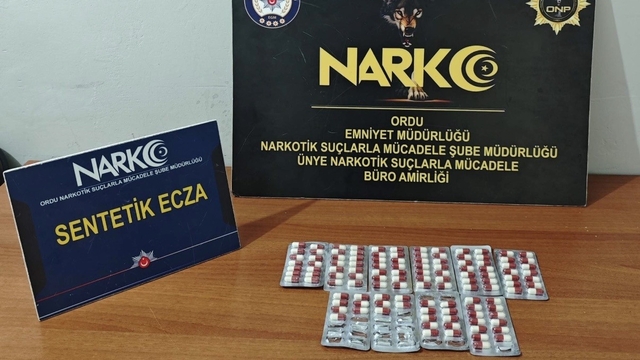 NARKO
ORDU
EMNİYET MÜDÜRLÜĞÜ
NARKOTİK SUÇLARLA MÜCADELE ŞUBE MÜDÜRLÜĞÜ
ÜNYE NARKOTİK SUÇLARLA MÜCADELE
BÜRO AMİRLİĞİ
ONP
NARKO
ORDU NARKOTİK SUÇLARLA MÜCADELE ŞUBE MÜDÜRLÜĞÜ
SENTETİK ECZA